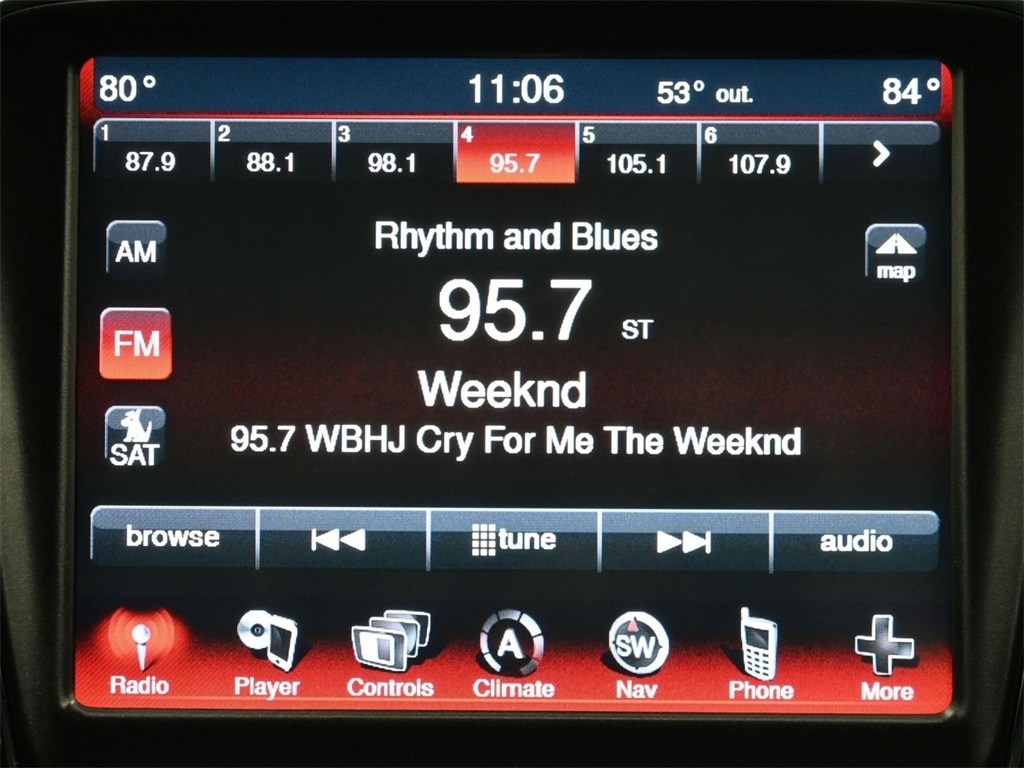 80° 11:06 53° out. 84°
1 2 3 4 5 6
87.9 88.1 98.1 95.7 105.1 107.9
Rhythm and Blues
AM
map
95.7 ST
FM
Weeknd
95.7 WBHJ Cry For Me The Weeknd
SAT
browse tune audio
A SW
Radio Player Controls Climate Nav Phone More